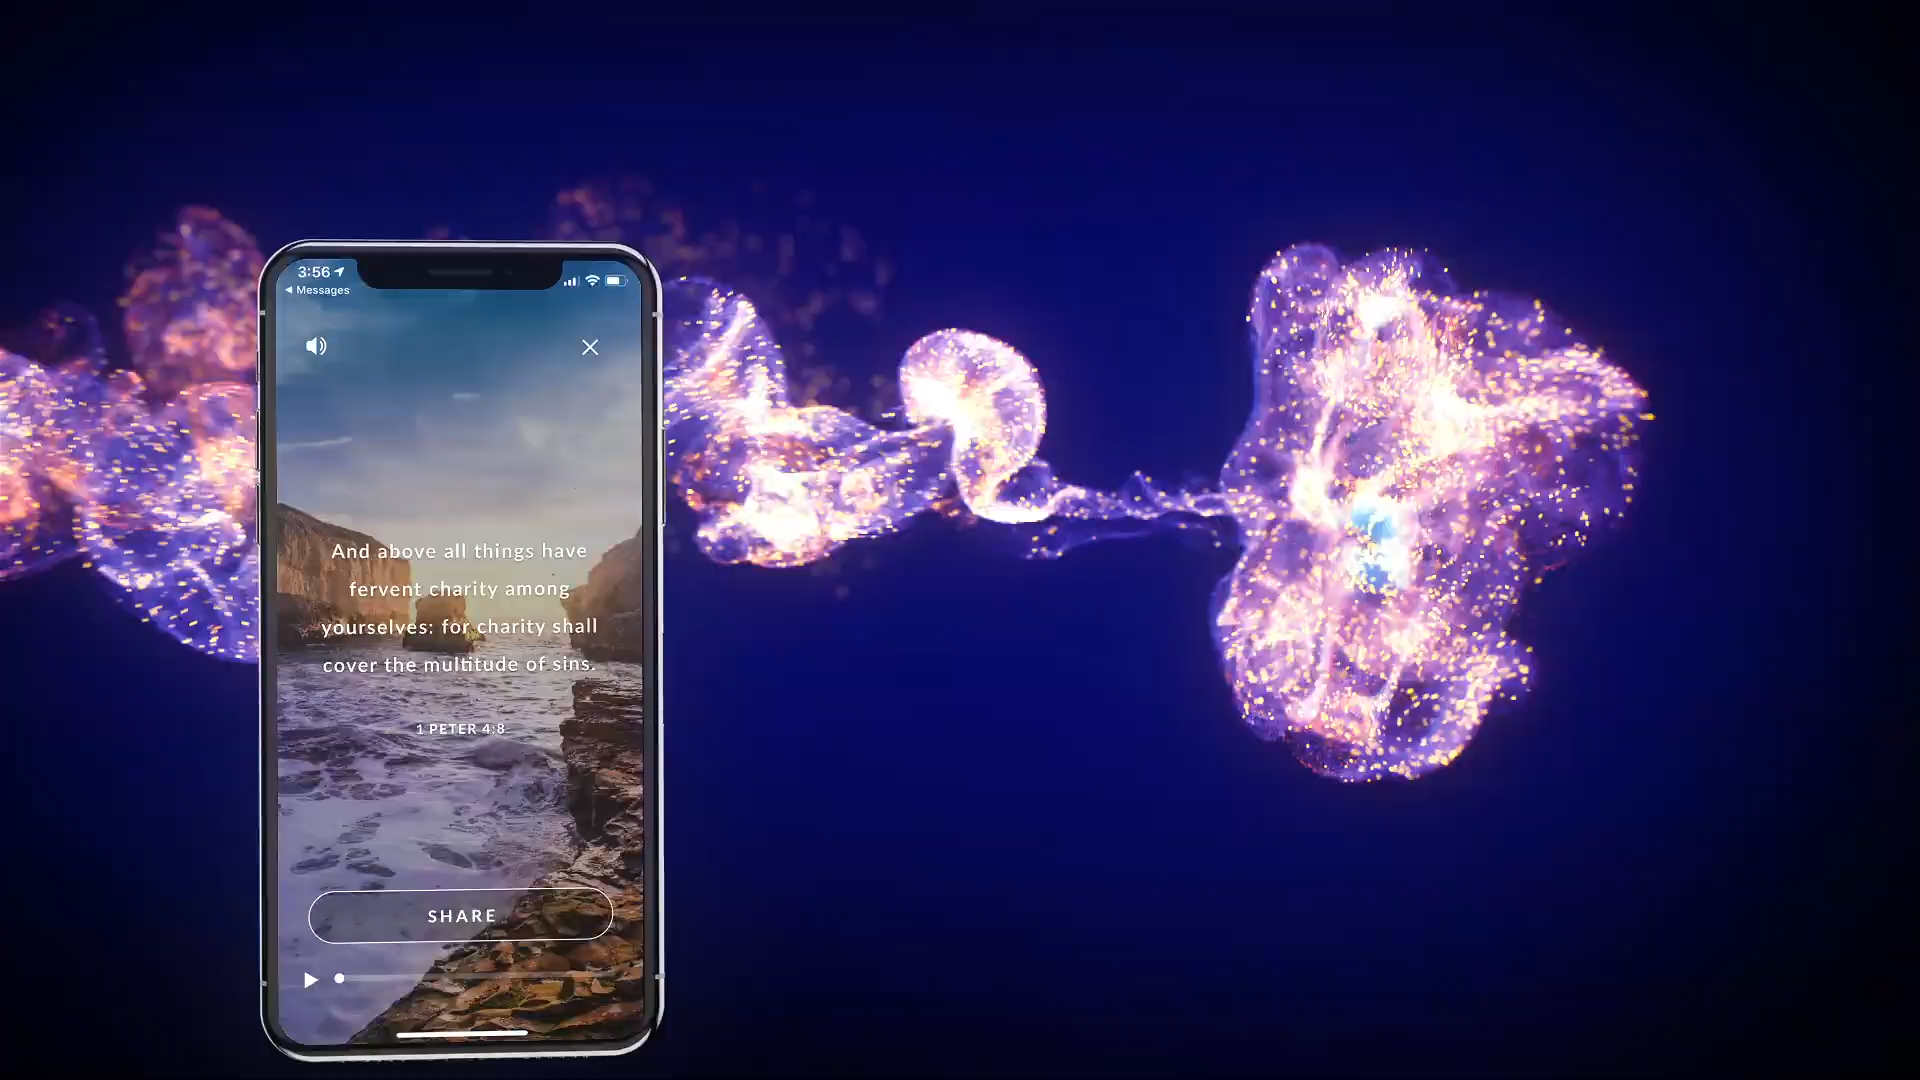 3:56
Messages
And above all things have
fervent charity among
yourselves: for charity shall
cover the multitude of sins.
1 PETER 4:8
SHARE